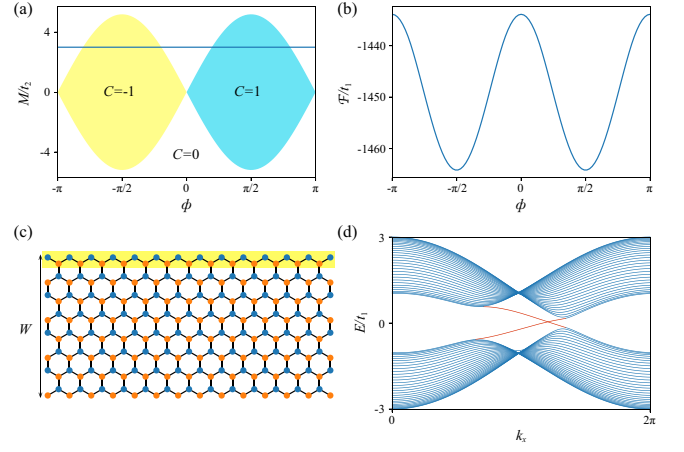 (a)
4
0
-4
M/t₂
C=-1
C=1
C=0
-π
-π/2
0
π/2
π
ϕ
(b)
-1440
-1450
-1460
ℱ/t₁
-π
-π/2
0
π/2
π
ϕ
(c)
W
(d)
3
0
-3
E/t₁
0
2π
kₓ